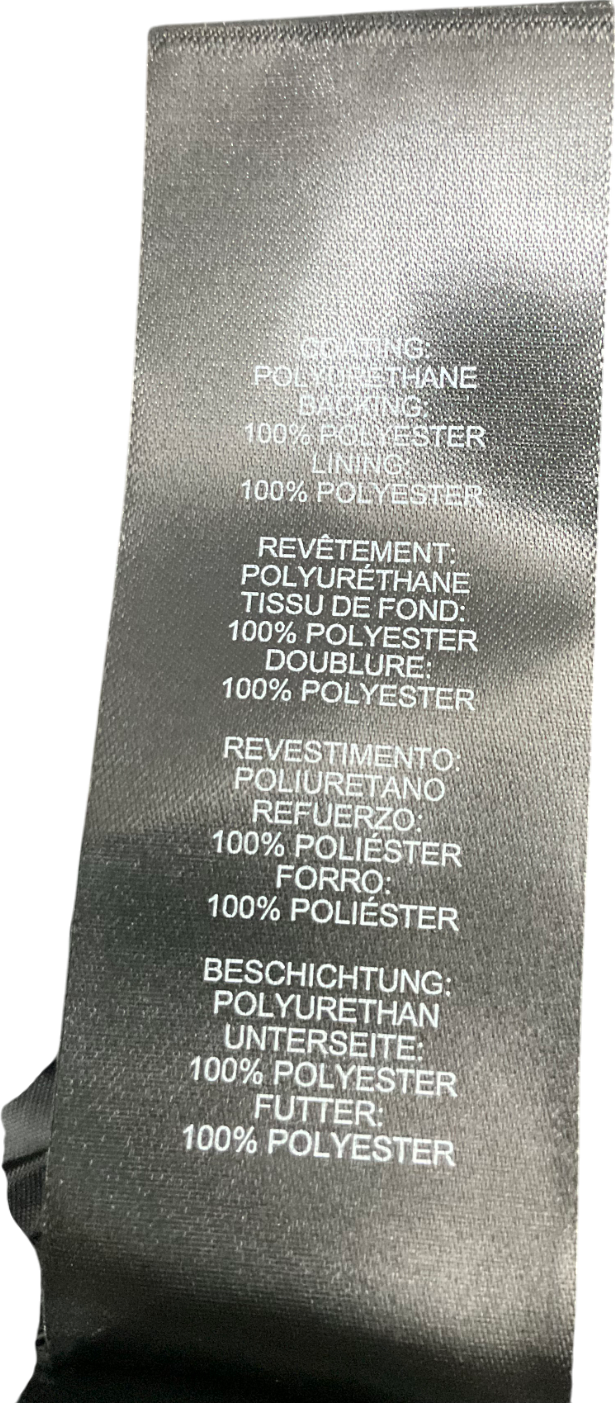 COATING:
POLYURETHANE
BACKING:
100% POLYESTER
LINING:
100% POLYESTER
REVÊTEMENT:
POLYURÉTHANE
TISSU DE FOND:
100% POLYESTER
DOUBLURE:
100% POLYESTER
REVESTIMENTO:
POLIURETANO
REFUERZO:
100% POLIÉSTER
FORRO:
100% POLIÉSTER
BESCHICHTUNG:
POLYURETHAN
UNTERSEITE:
100% POLYESTER
FUTTER:
100% POLYESTER